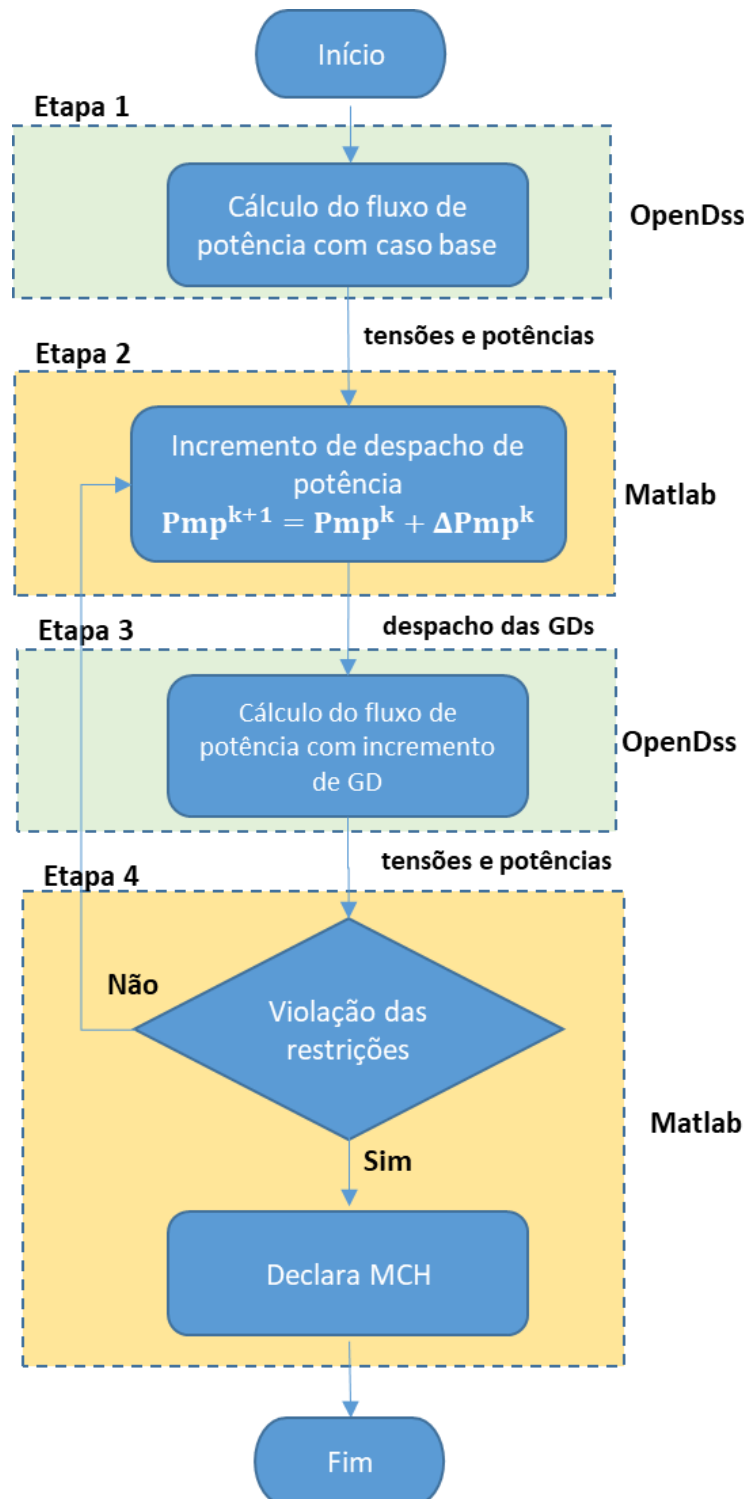 Início
Etapa 1
Cálculo do fluxo de
potência com caso base
OpenDss
tensões e potências
Etapa 2
Incremento de despacho de
potência
Pmp^{k+1} = Pmp^k + ΔPmp^k
Matlab
despacho das GDs
Etapa 3
Cálculo do fluxo de
potência com incremento
de GD
OpenDss
tensões e potências
Etapa 4
Não
Violação das
restrições
Matlab
Sim
Declara MCH
Fim